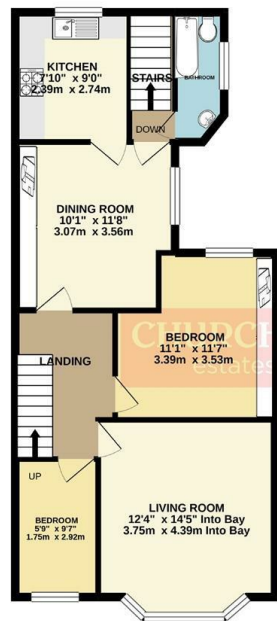 KITCHEN
7'10" x 9'0"
2.39m x 2.74m
STAIRS
BATHROOM
DOWN
DINING ROOM
10'1" x 11'8"
3.07m x 3.56m
BEDROOM
11'1" x 11'7"
3.39m x 3.53m
CHURCH
estates
LANDING
UP
BEDROOM
5'9" x 9'7"
1.75m x 2.92m
LIVING ROOM
12'4" x 14'5" Into Bay
3.75m x 4.39m Into Bay